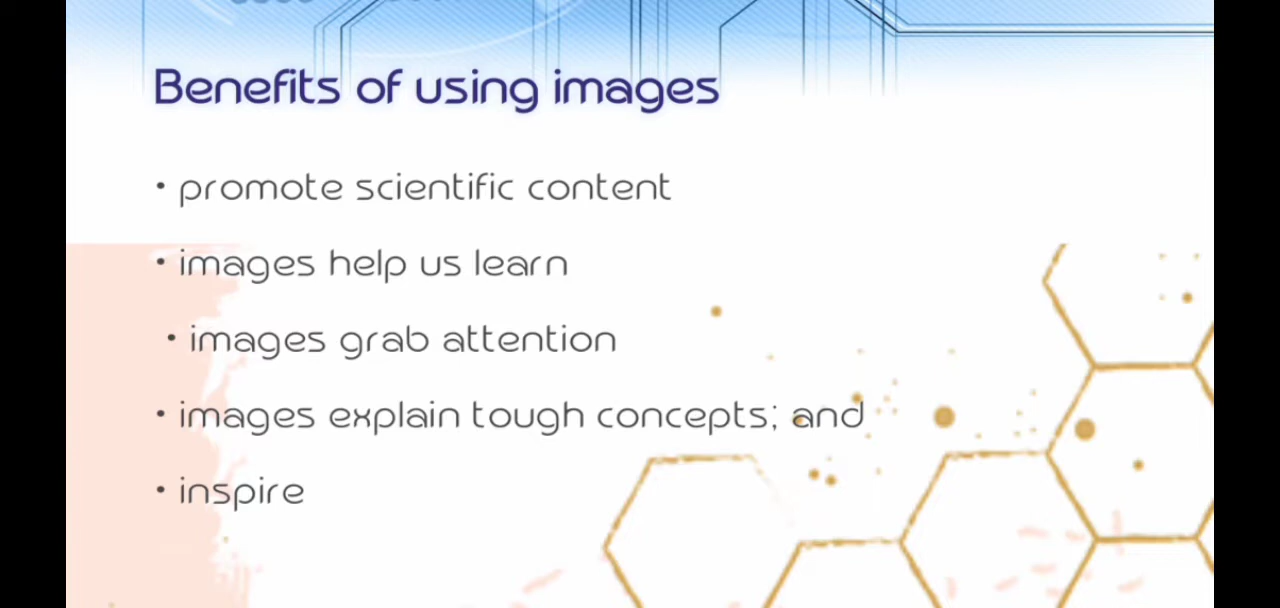 Benefits of using images
• promote scientific content
• images help us learn
• images grab attention
• images explain tough concepts; and
• inspire